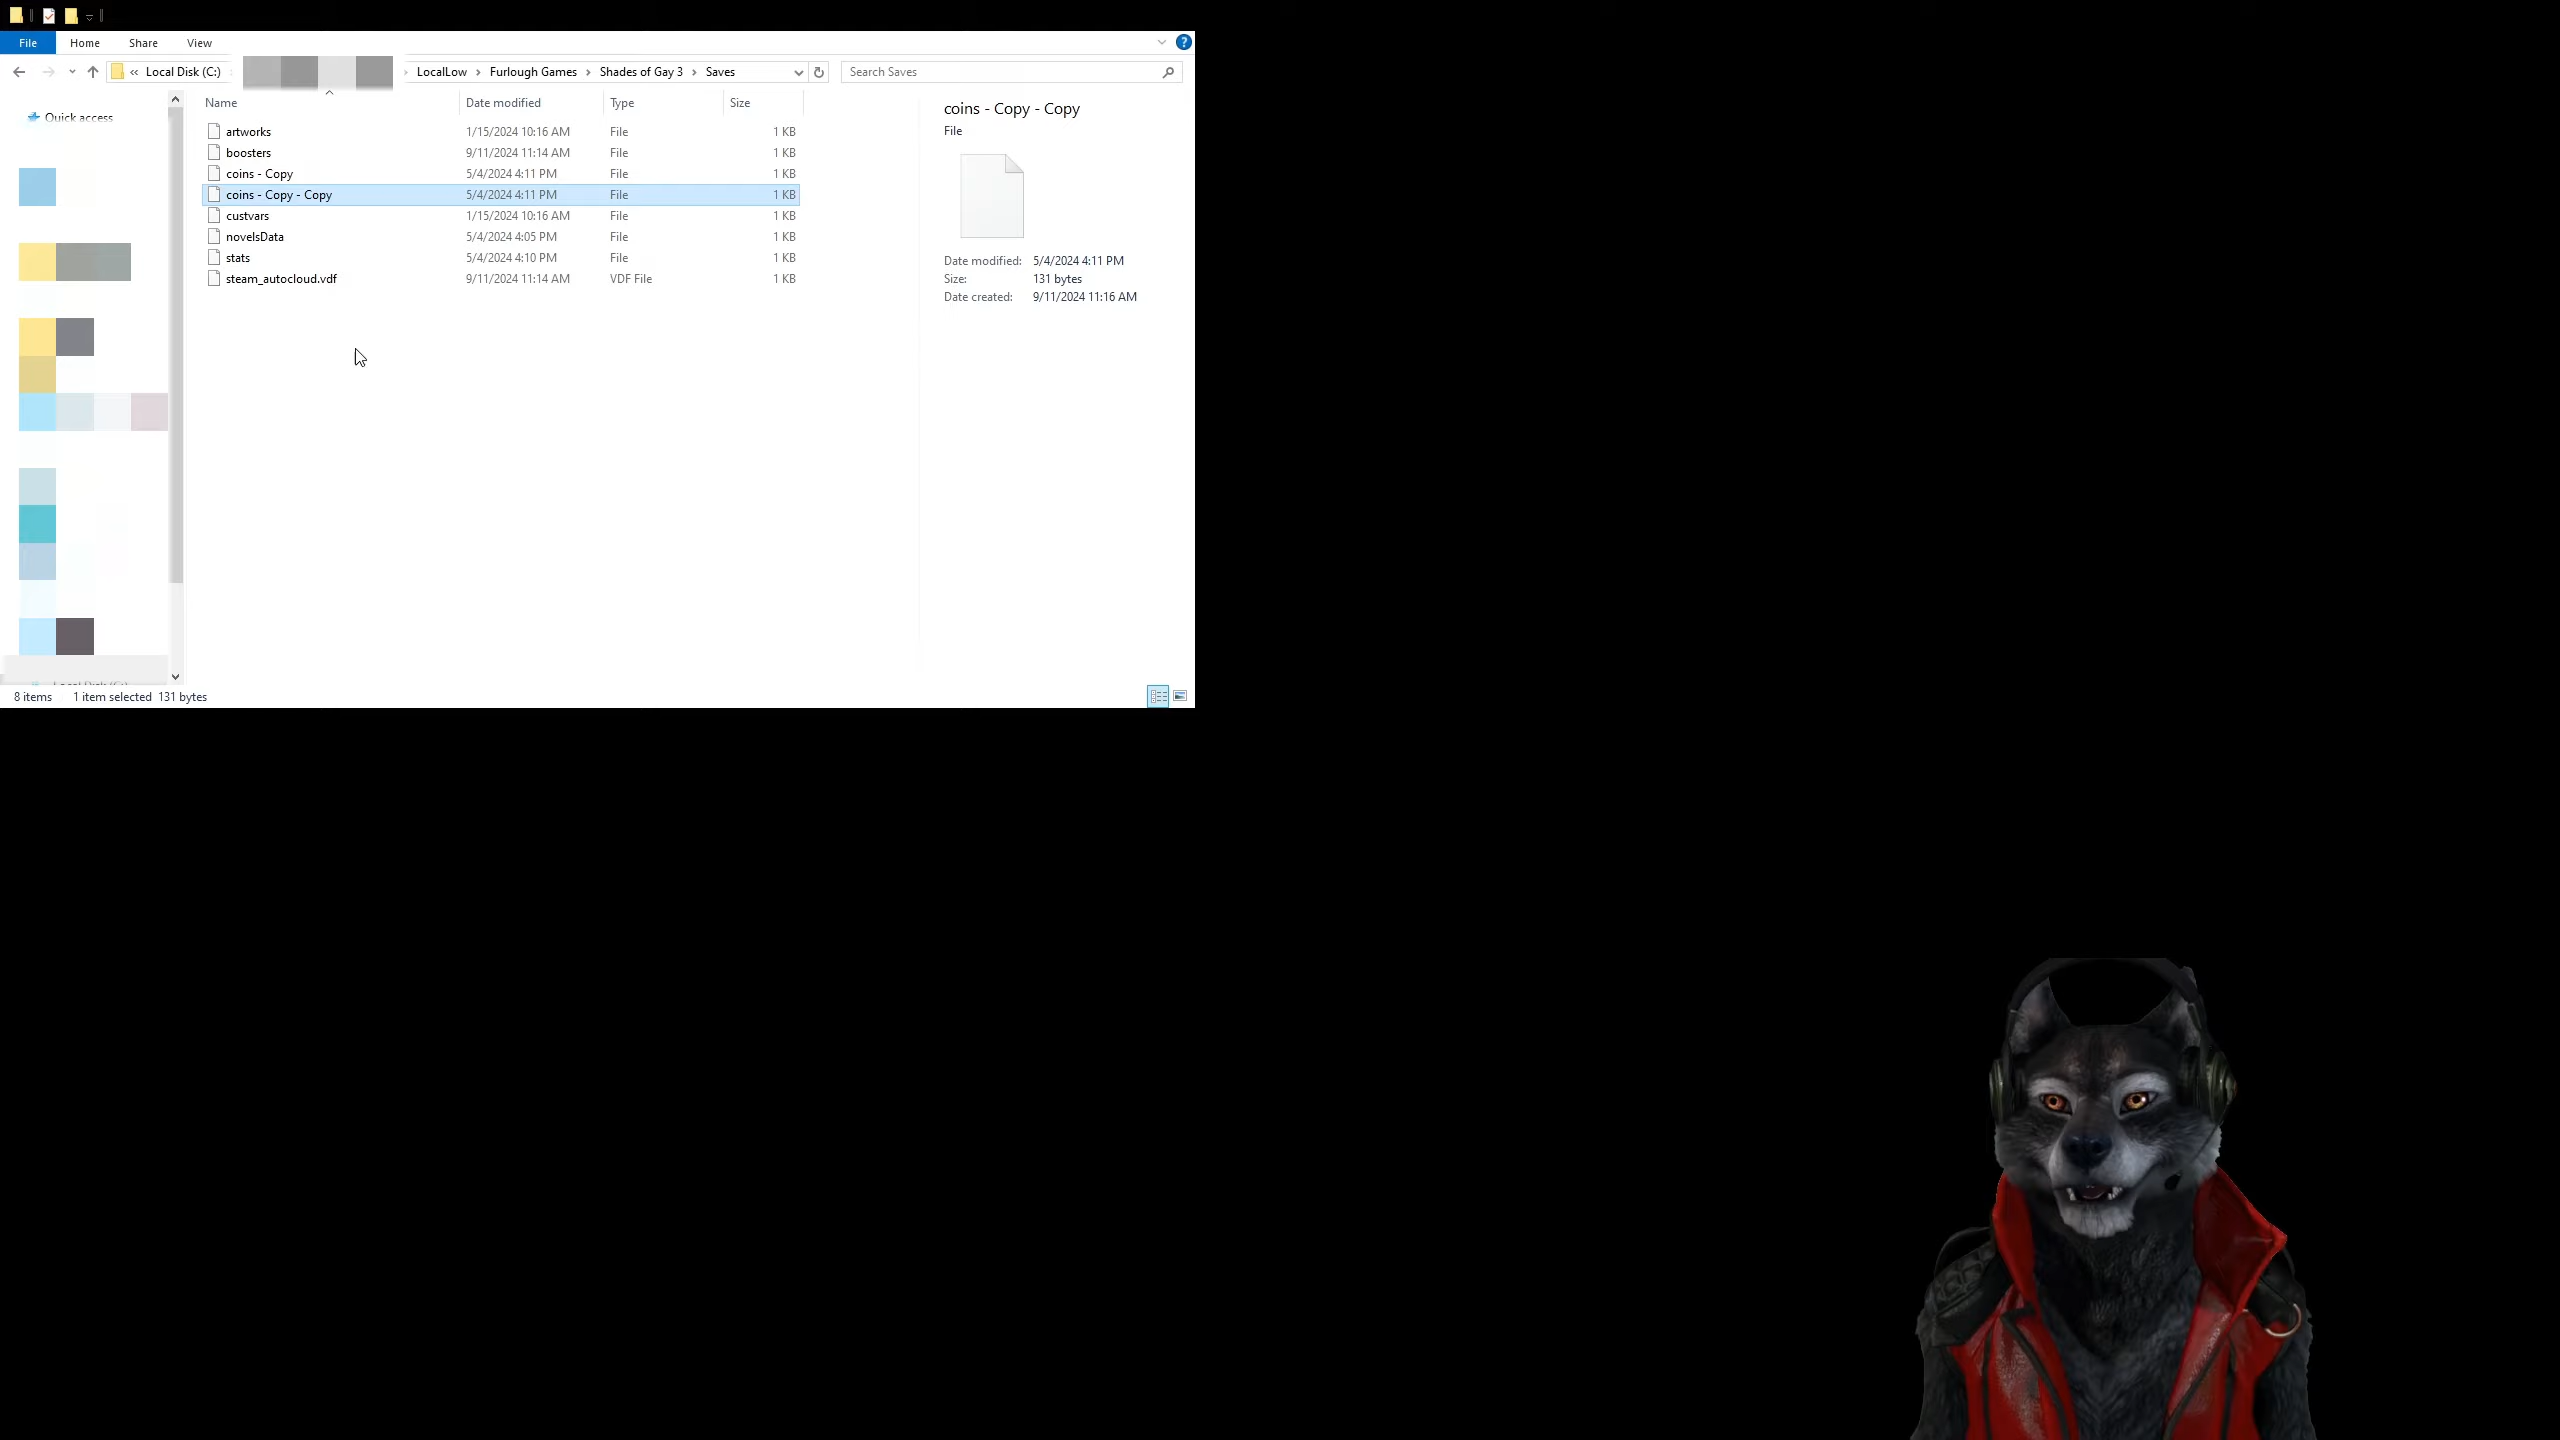 File Home Share View
« Local Disk (C:) LocalLow Furlough Games Shades of Gay 3 Saves Search Saves
Quick access
Name Date modified Type Size
artworks 1/15/2024 10:16 AM File 1 KB
boosters 9/11/2024 11:14 AM File 1 KB
coins - Copy 5/4/2024 4:11 PM File 1 KB
coins - Copy - Copy 5/4/2024 4:11 PM File 1 KB
custvars 1/15/2024 10:16 AM File 1 KB
novelsData 5/4/2024 4:05 PM File 1 KB
stats 5/4/2024 4:10 PM File 1 KB
steam_autocloud.vdf 9/11/2024 11:14 AM VDF File 1 KB
coins - Copy - Copy
File
Date modified: 5/4/2024 4:11 PM
Size: 131 bytes
Date created: 9/11/2024 11:16 AM
8 items 1 item selected 131 bytes